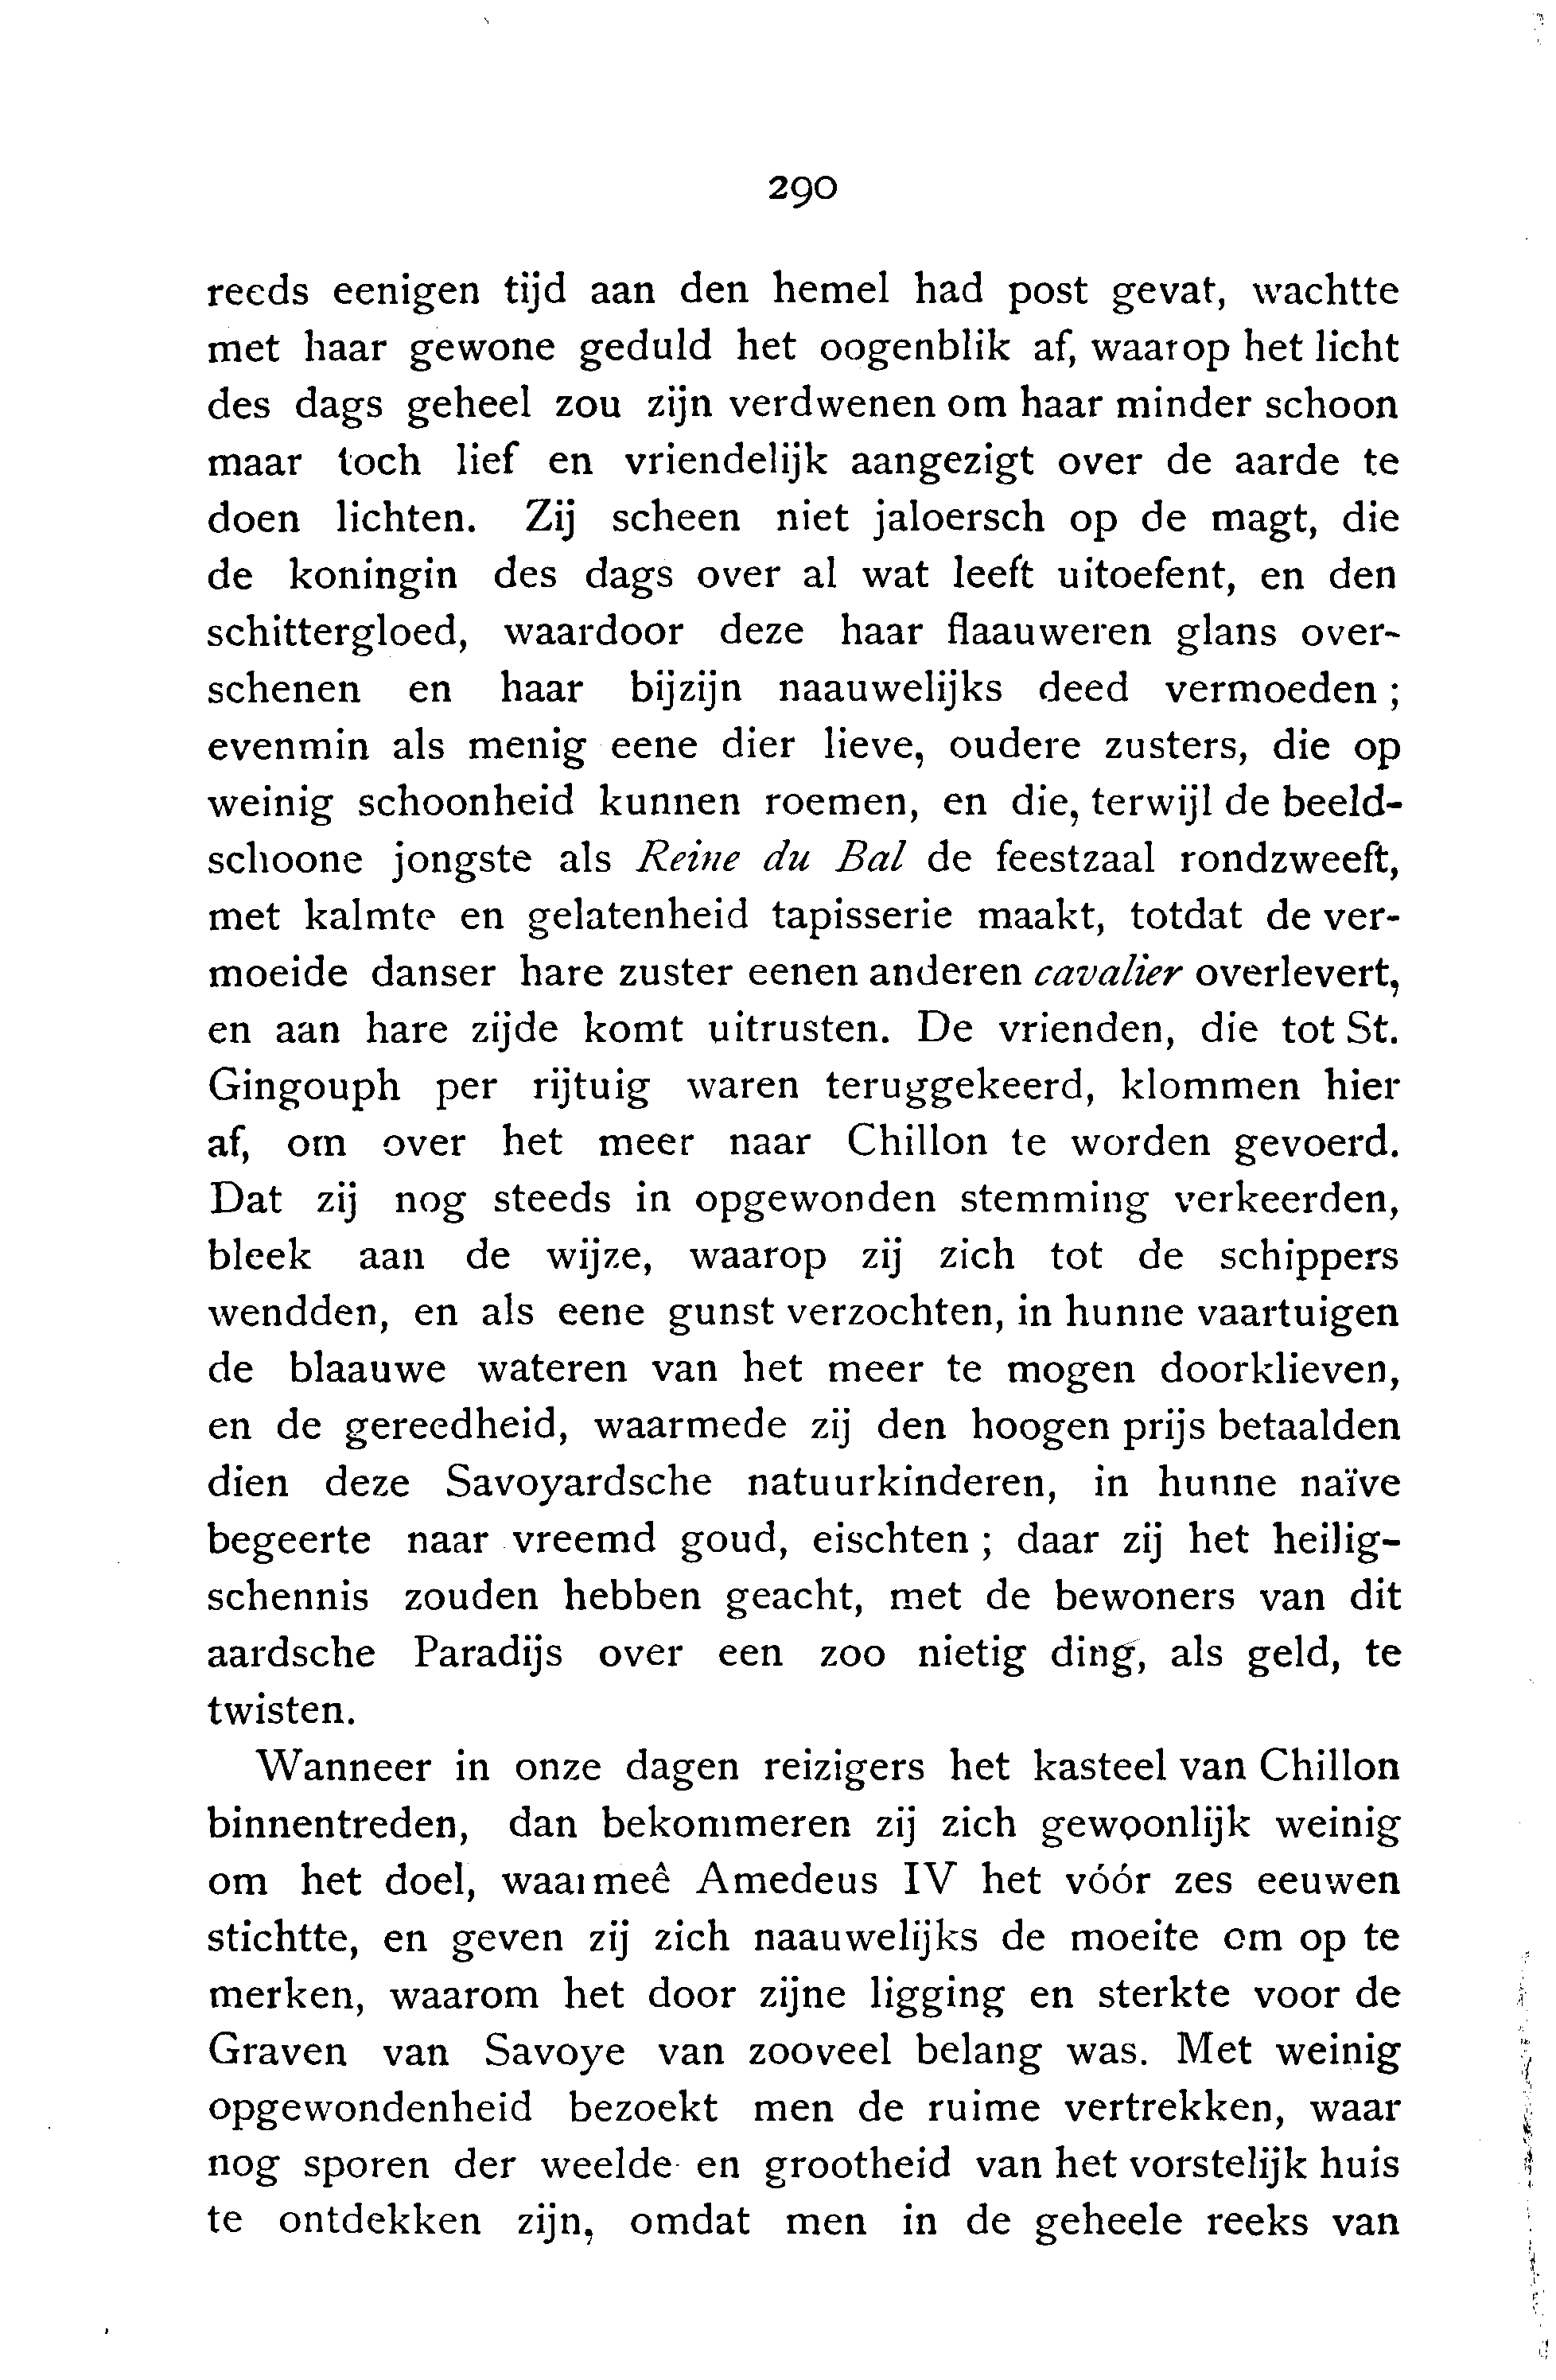 290
reeds eenigen tijd aan den hemel had post gevat, wachtte
met haar gewone geduld het oogenblik af, waarop het licht
des dags geheel zou zijn verdwenen om haar minder schoon
maar toch lief en vriendelijk aangezigt over de aarde te
doen lichten. Zij scheen niet jaloersch op de magt, die
de koningin des dags over al wat leeft uitoefent, en den
schittergloed, waardoor deze haar flaauweren glans over-
schenen en haar bijzijn naauwelijks deed vermoeden ;
evenmin als menig eene dier lieve, oudere zusters, die op
weinig schoonheid kunnen roemen, en die, terwijl de beeld-
schoone jongste als Reine du Bal de feestzaal rondzweeft,
met kalmte en gelatenheid tapisserie maakt, totdat de ver-
moeide danser hare zuster eenen anderen cavalier overlevert,
en aan hare zijde komt uitrusten. De vrienden, die tot St.
Gingouph per rijtuig waren teruggekeerd, klommen hier
af, om over het meer naar Chillon te worden gevoerd.
Dat zij nog steeds in opgewonden stemming verkeerden,
bleek aan de wijze, waarop zij zich tot de schippers
wendden, en als eene gunst verzochten, in hunne vaartuigen
de blaauwe wateren van het meer te mogen doorklieven,
en de gereedheid, waarmede zij den hoogen prijs betaalden
dien deze Savoyardsche natuurkinderen, in hunne naïve
begeerte naar vreemd goud, eischten ; daar zij het heilig-
schennis zouden hebben geacht, met de bewoners van dit
aardsche Paradijs over een zoo nietig ding, als geld, te
twisten.
Wanneer in onze dagen reizigers het kasteel van Chillon
binnentreden, dan bekommeren zij zich gewoonlijk weinig
om het doel, waarmeê Amedeus IV het vóór zes eeuwen
stichtte, en geven zij zich naauwelijks de moeite om op te
merken, waarom het door zijne ligging en sterkte voor de
Graven van Savoye van zooveel belang was. Met weinig
opgewondenheid bezoekt men de ruime vertrekken, waar
nog sporen der weelde en grootheid van het vorstelijk huis
te ontdekken zijn, omdat men in de geheele reeks van